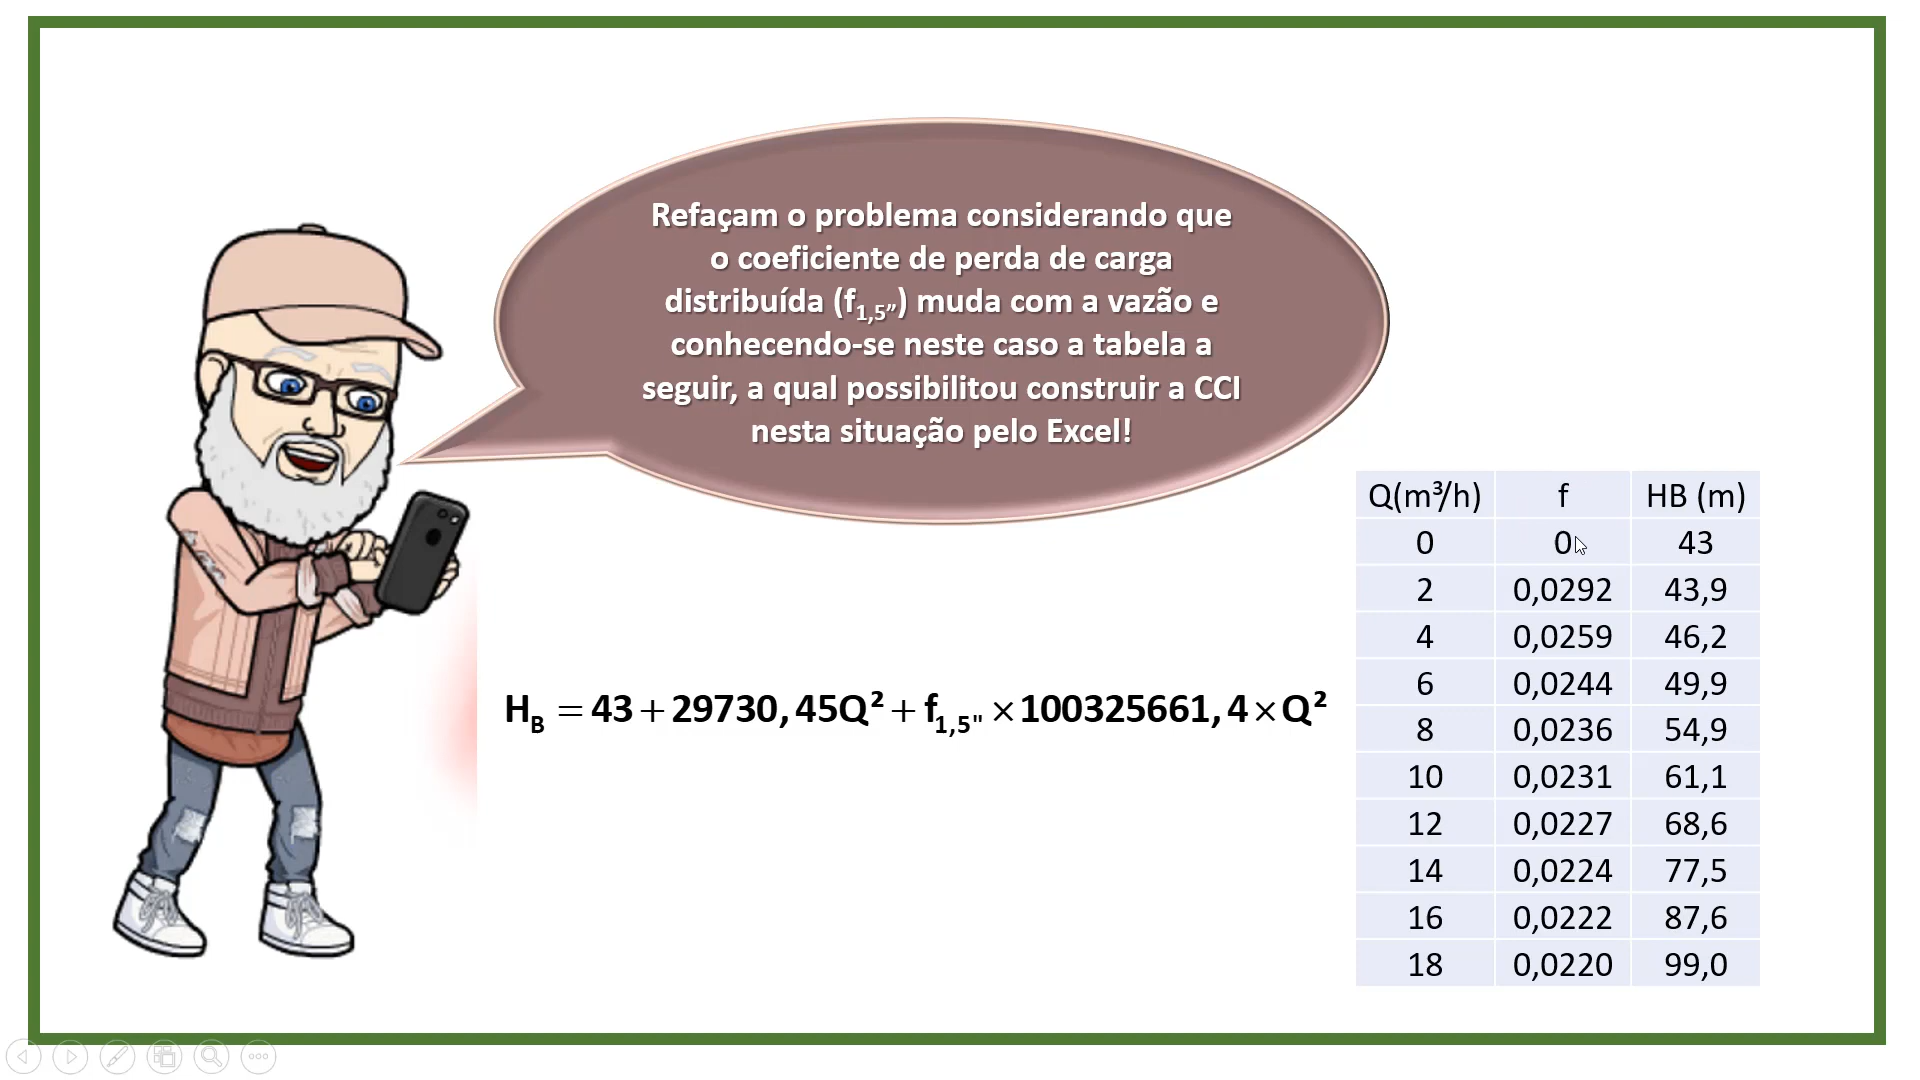 Refaçam o problema considerando que
o coeficiente de perda de carga
distribuída (f1,5”) muda com a vazão e
conhecendo-se neste caso a tabela a
seguir, a qual possibilitou construir a CCI
nesta situação pelo Excel!
HB = 43 + 29730,45Q² + f1,5" × 100325661,4 × Q²
Q(m³/h) f HB (m)
0 0 43
2 0,0292 43,9
4 0,0259 46,2
6 0,0244 49,9
8 0,0236 54,9
10 0,0231 61,1
12 0,0227 68,6
14 0,0224 77,5
16 0,0222 87,6
18 0,0220 99,0